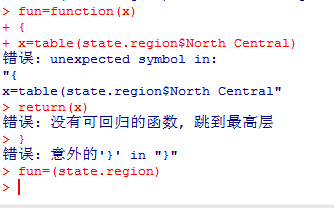 > fun=function(x)
+ {
+ x=table(state.region$North Central)
错误: unexpected symbol in:
"{
x=table(state.region$North Central"
> return(x)
错误: 没有可回归的函数, 跳到最高层
> }
错误: 意外的'}' in "}"
> fun=(state.region)
>